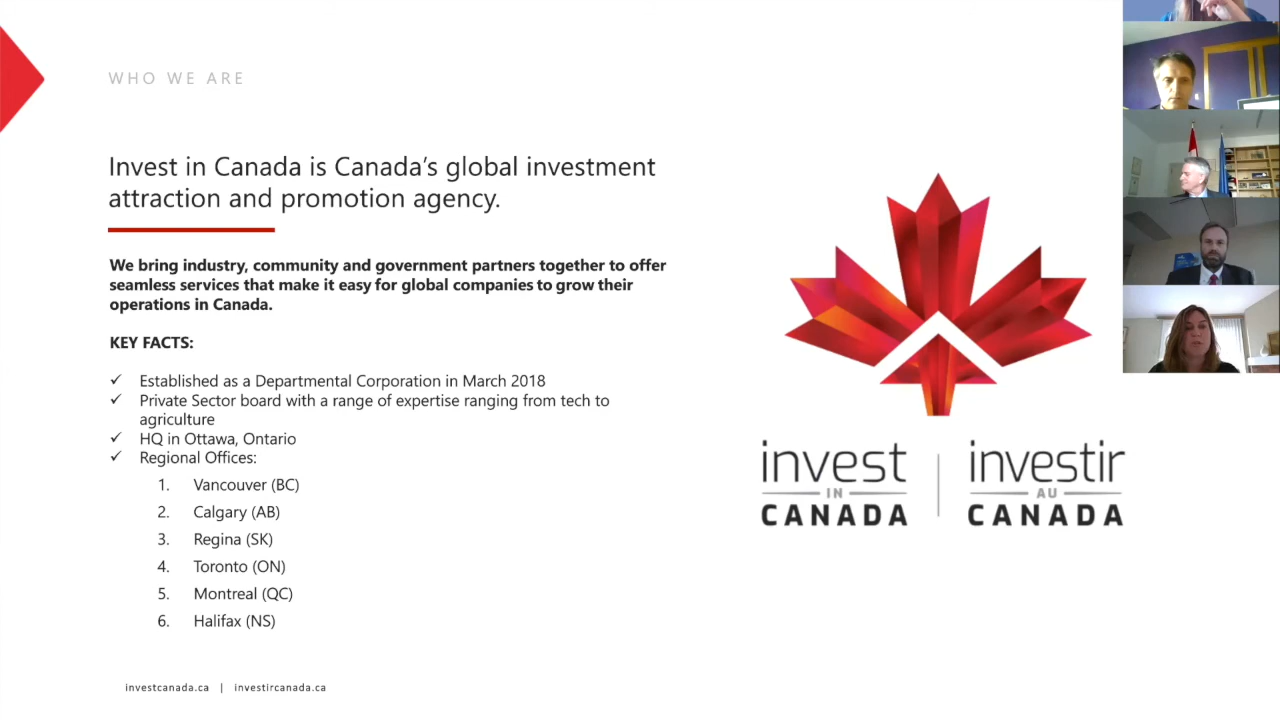 WHO WE ARE
Invest in Canada is Canada’s global investment
attraction and promotion agency.
We bring industry, community and government partners together to offer
seamless services that make it easy for global companies to grow their
operations in Canada.
KEY FACTS:
✓ Established as a Departmental Corporation in March 2018
✓ Private Sector board with a range of expertise ranging from tech to
agriculture
✓ HQ in Ottawa, Ontario
✓ Regional Offices:
1. Vancouver (BC)
2. Calgary (AB)
3. Regina (SK)
4. Toronto (ON)
5. Montreal (QC)
6. Halifax (NS)
invest
IN
CANADA
investir
AU
CANADA
investcanada.ca | investircanada.ca